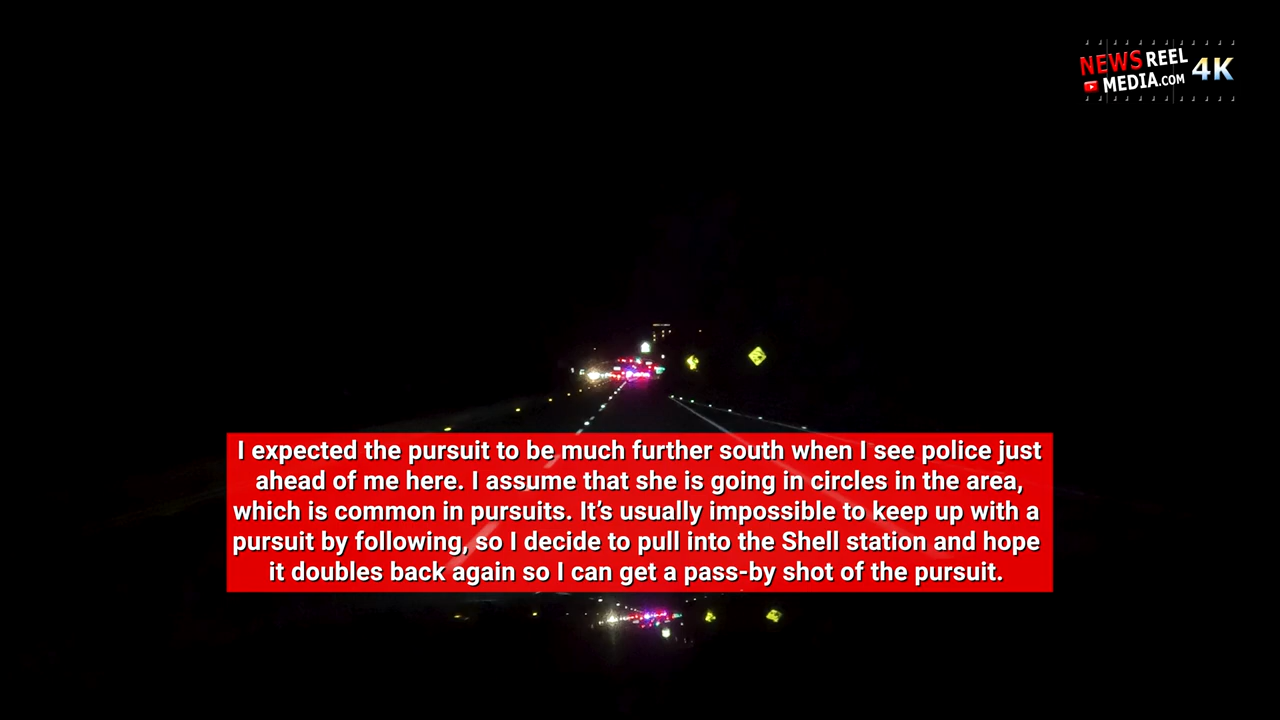 NEWS REEL
MEDIA.COM
4K
I expected the pursuit to be much further south when I see police just
ahead of me here. I assume that she is going in circles in the area,
which is common in pursuits. It’s usually impossible to keep up with a
pursuit by following, so I decide to pull into the Shell station and hope
it doubles back again so I can get a pass-by shot of the pursuit.